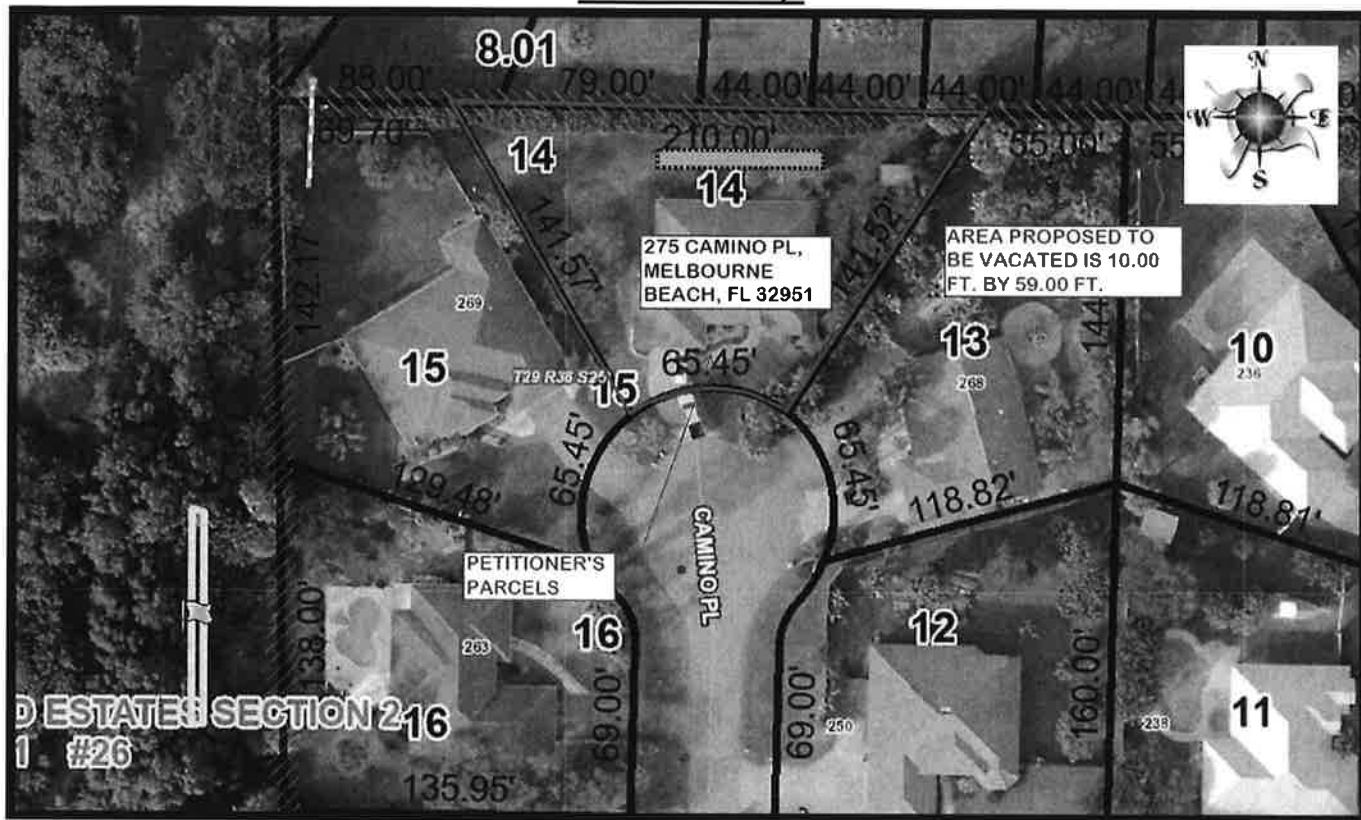 8.01
88.00' 79.00' 44.00' 44.00' 44.00' 44.00'
N
W E
S
210.00' 55.00' 55
14
14
141.57'
141.52'
142.17'
144
275 CAMINO PL,
MELBOURNE
BEACH, FL 32951
AREA PROPOSED TO
BE VACATED IS 10.00
FT. BY 59.00 FT.
269
15
T29 R38 S25
15
65.45'
13
268
10
236
65.45'
65.45'
129.48'
118.82'
118.81'
CAMINO PL
PETITIONER'S
PARCELS
138.00'
263
16
12
69.00'
69.00'
250
160.00'
238
11
D ESTATES SECTION 2
16
1 #26
135.95'